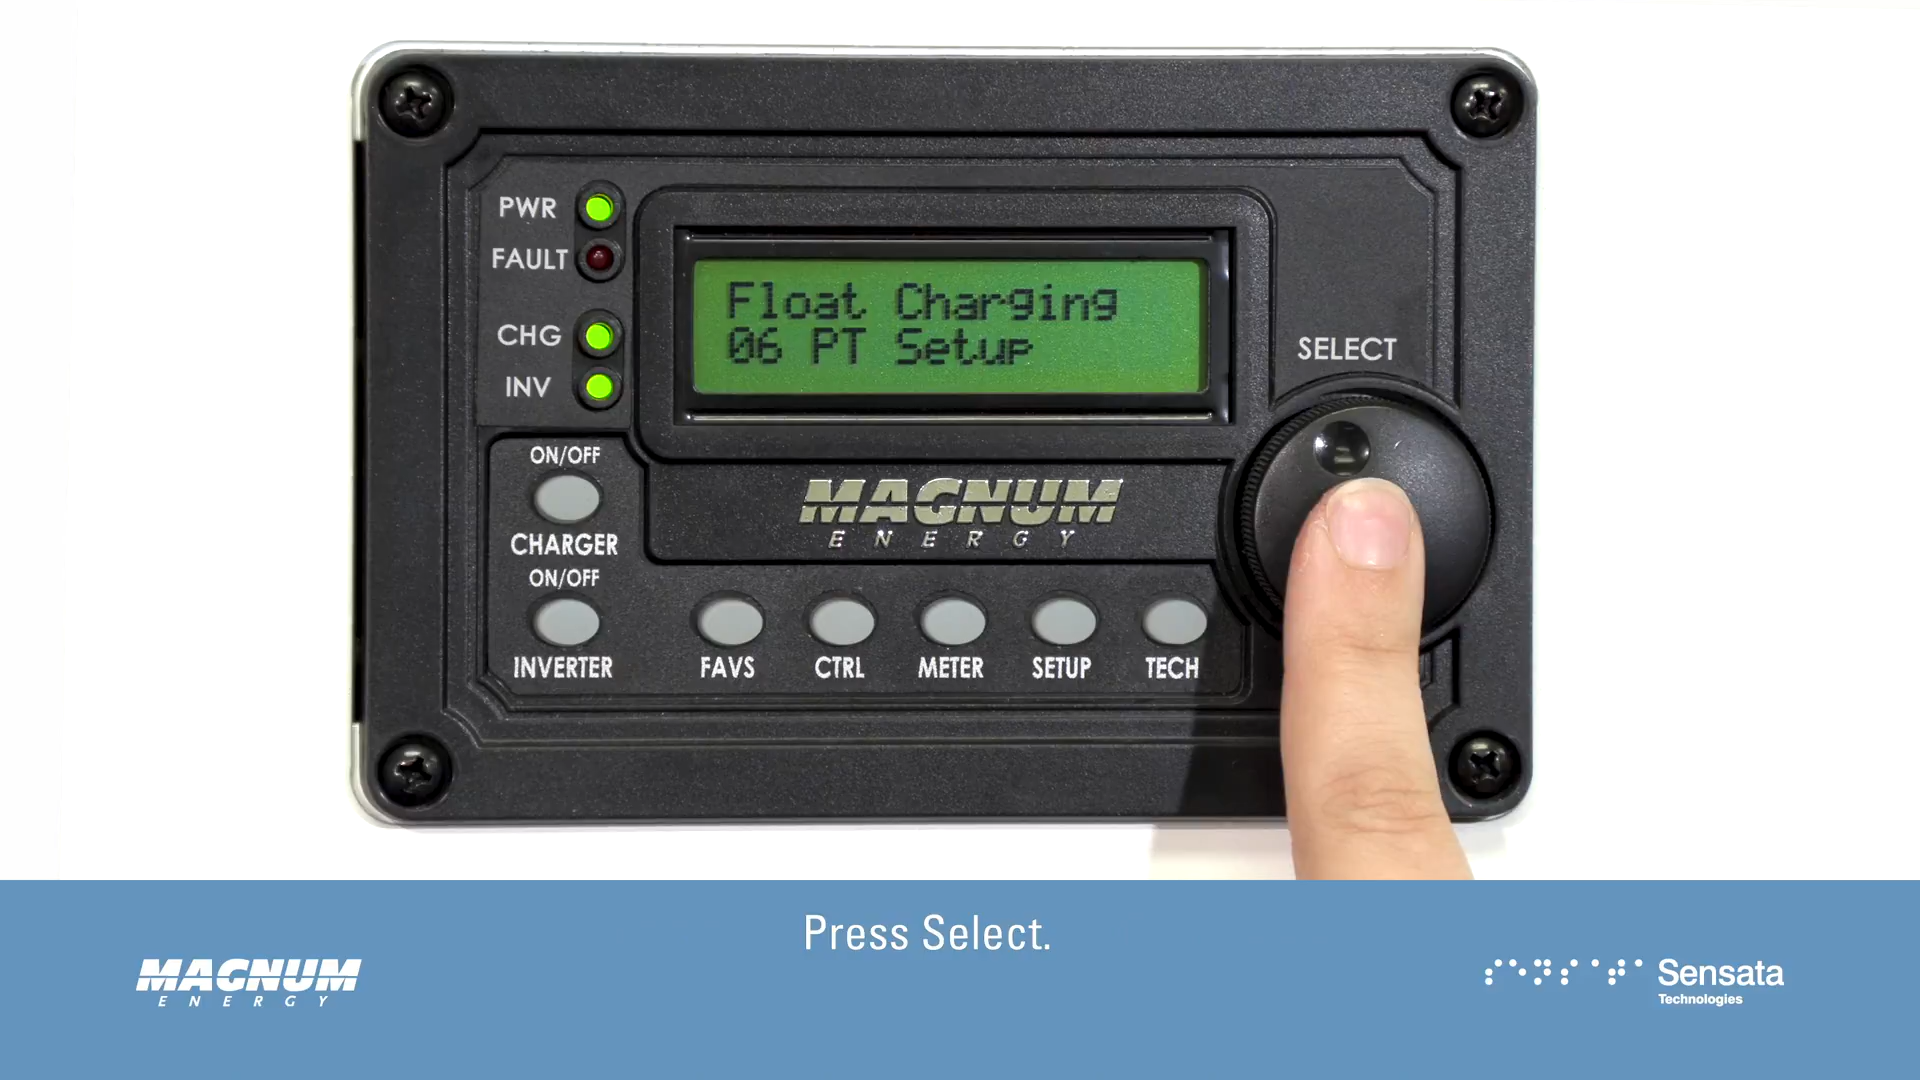 PWR
FAULT
CHG
INV
Float Charging
06 PT Setup
SELECT
ON/OFF
CHARGER
ON/OFF
INVERTER
MAGNUM
ENERGY
FAVS
CTRL
METER
SETUP
TECH
Press Select.
MAGNUM
ENERGY
Sensata
Technologies